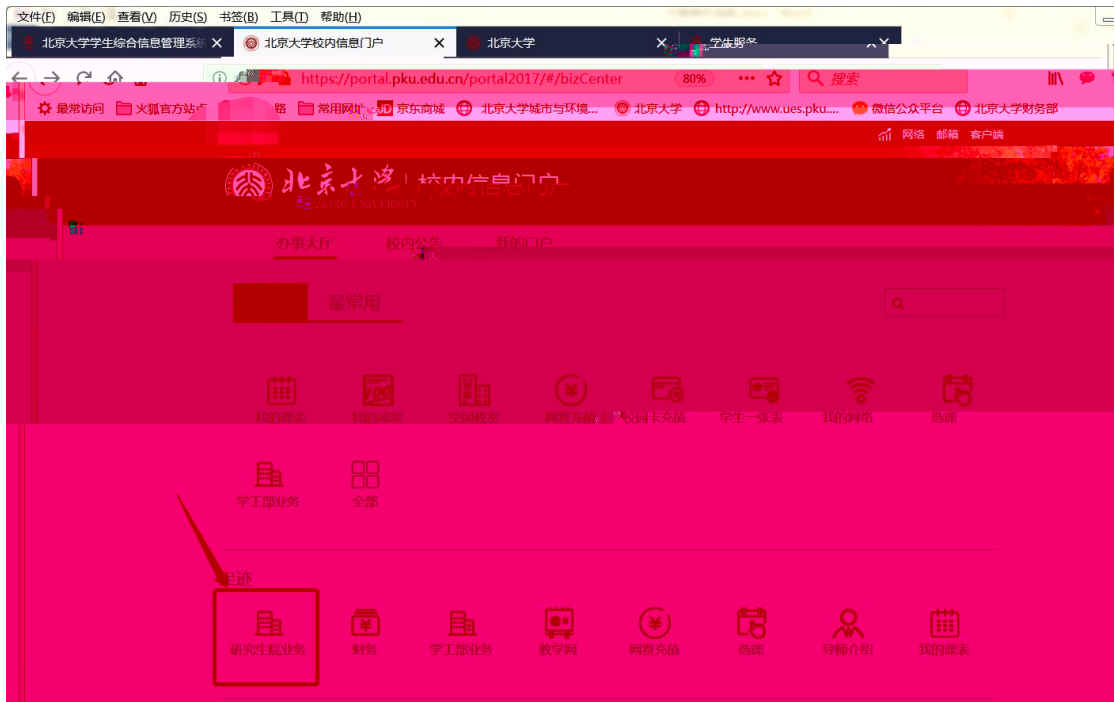 文件(F) 编辑(E) 查看(V) 历史(S) 书签(B) 工具(T) 帮助(H)
北京大学学生综合信息管理系统 北京大学校内信息门户 北京大学
https://portal.pku.edu.cn/portal2017/#/bizCenter 80% 搜索
最常访问 火狐官方站点 常用网址 JD 京东商城 北京大学城市与环境... 北京大学 http://www.ues.pku.... 微信公众平台 北京大学财务部
网络 邮箱 客户端
北京大学 校内信息门户
办事大厅 校内公告 我的门户
最常用
我的课表 我的成绩 空闲教室 网费充值 校园卡充值 学生一张表 我的网络 选课
学工部业务 全部
足迹
研究生院业务 财务 学工部业务 教学网 网费充值 选课 导师介绍 我的课表